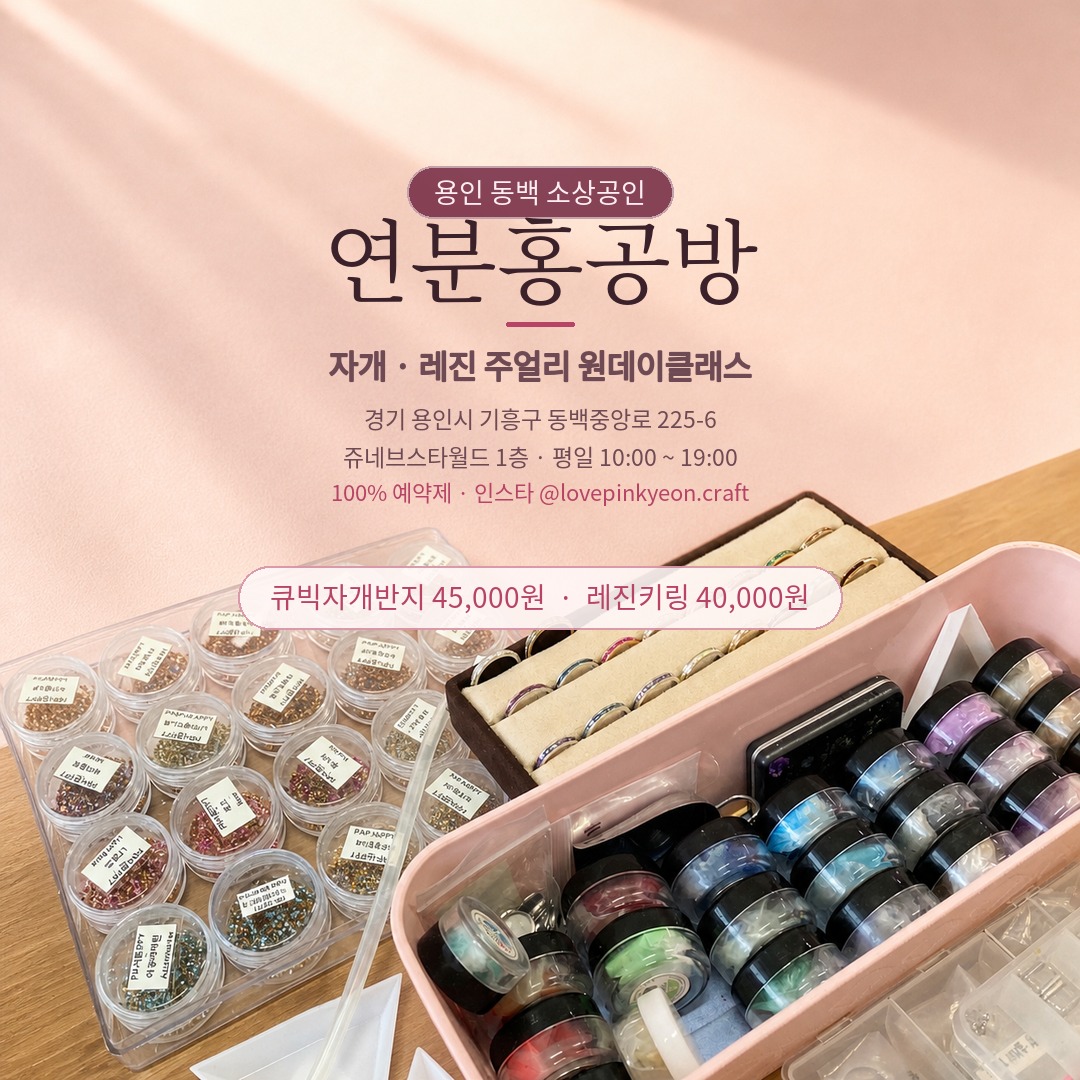 용인 동백 소상공인
연분홍공방
자개 · 레진 주얼리 원데이클래스
경기 용인시 기흥구 동백중앙로 225-6
쥬네브스타월드 1층 · 평일 10:00 ~ 19:00
100% 예약제 · 인스타 @lovepinkyeon.craft
큐빅자개반지 45,000원 · 레진키링 40,000원